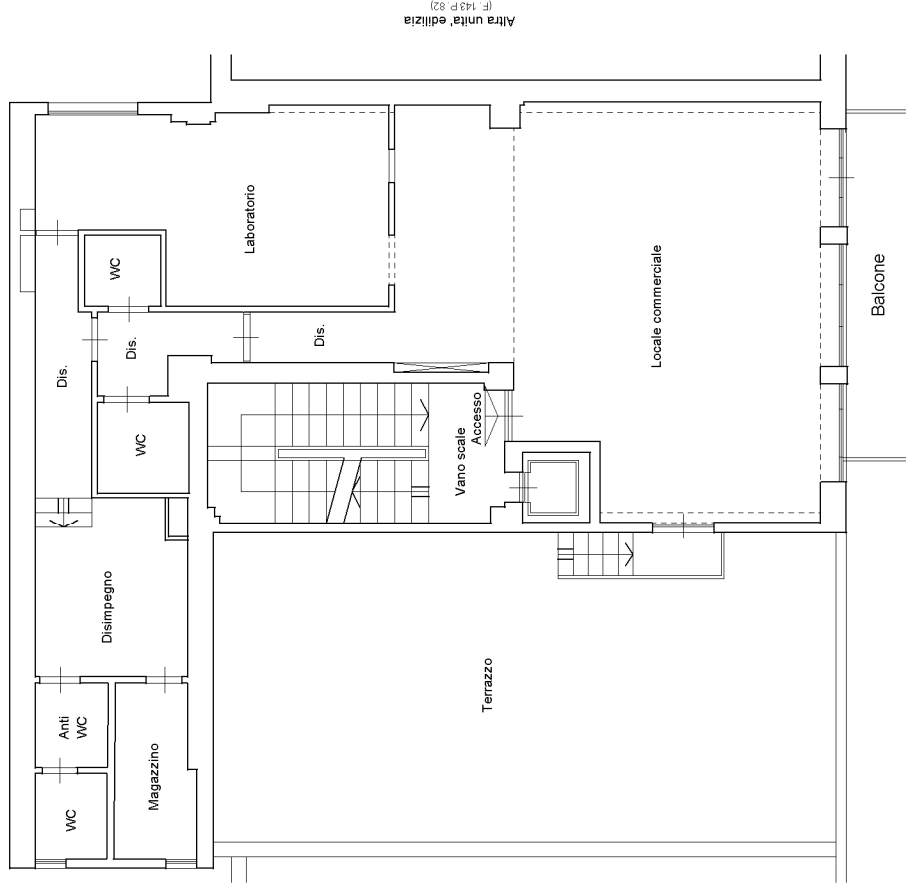 Altra unita' edilizia
(F. 143 P. 82)
Laboratorio
WC
Dis.
Dis.
Dis.
WC
Locale commerciale
Balcone
Accesso
Vano scale
Disimpegno
Terrazzo
Anti
WC
Magazzino
WC